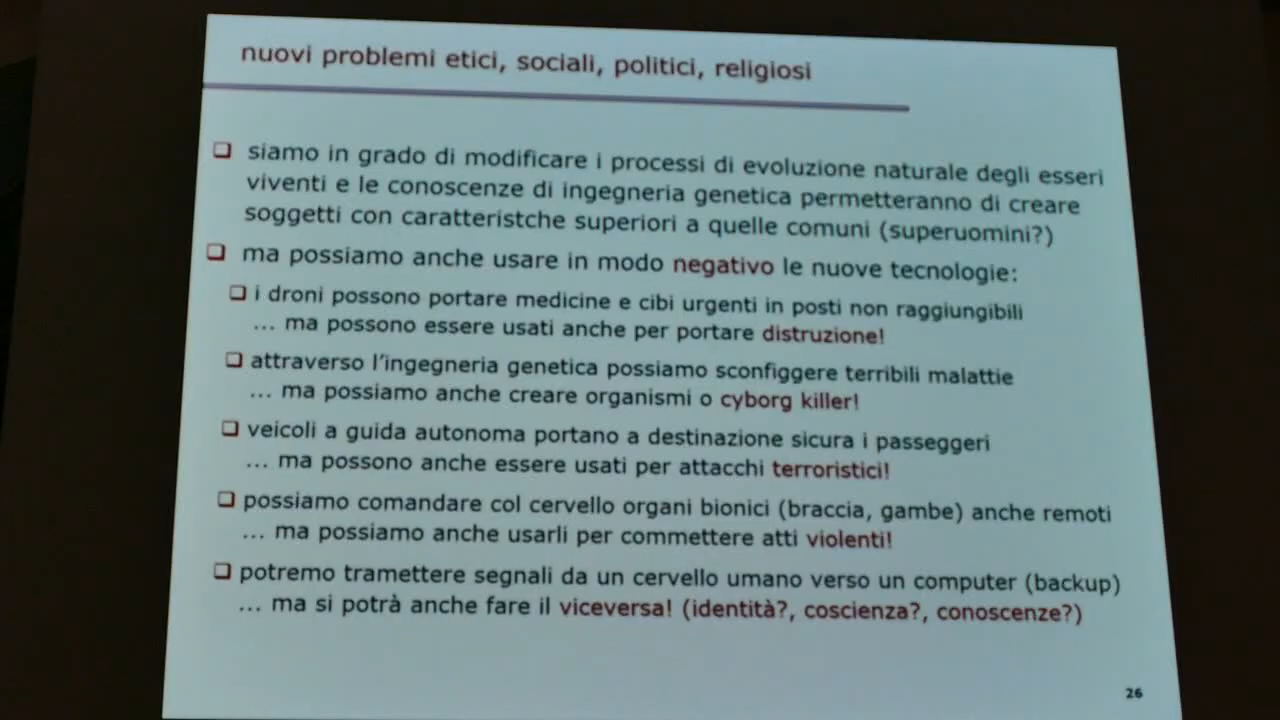 nuovi problemi etici, sociali, politici, religiosi
siamo in grado di modificare i processi di evoluzione naturale degli esseri
viventi e le conoscenze di ingegneria genetica permetteranno di creare
soggetti con caratteristche superiori a quelle comuni (superuomini?)
ma possiamo anche usare in modo negativo le nuove tecnologie:
i droni possono portare medicine e cibi urgenti in posti non raggiungibili
... ma possono essere usati anche per portare distruzione!
attraverso l'ingegneria genetica possiamo sconfiggere terribili malattie
... ma possiamo anche creare organismi o cyborg killer!
veicoli a guida autonoma portano a destinazione sicura i passeggeri
... ma possono anche essere usati per attacchi terroristici!
possiamo comandare col cervello organi bionici (braccia, gambe) anche remoti
... ma possiamo anche usarli per commettere atti violenti!
potremo tramettere segnali da un cervello umano verso un computer (backup)
... ma si potrà anche fare il viceversa! (identità?, coscienza?, conoscenze?)
26